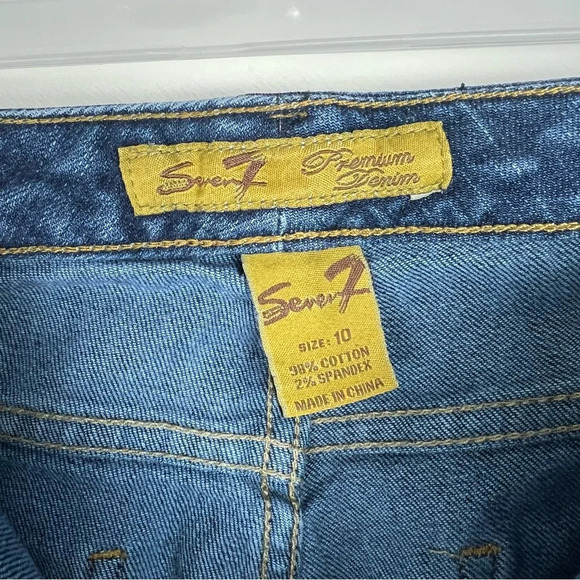 Seven7 Premium
Denim
Seven7
SIZE: 10
98% COTTON
2% SPANDEX
MADE IN CHINA